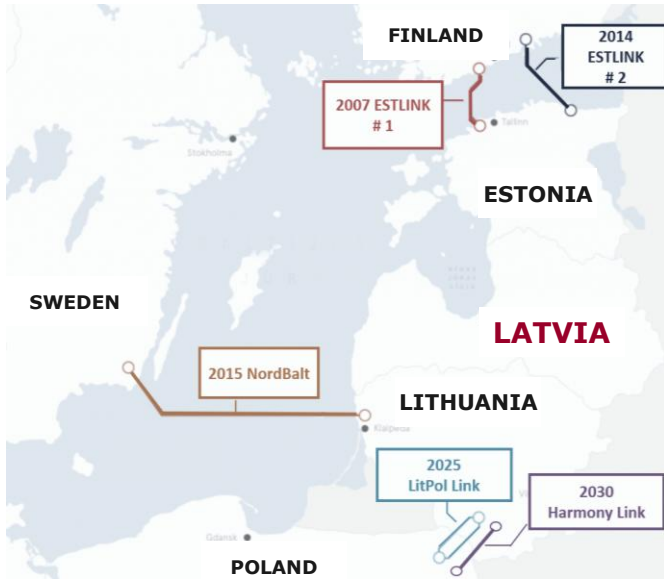 FINLAND
2014
ESTLINK
# 2
2007 ESTLINK
# 1
Tallinn
Stokholma
ESTONIA
SWEDEN
LATVIA
2015 NordBalt
LITHUANIA
Klaipeda
2025
LitPol Link
2030
Harmony Link
Gdansk
POLAND